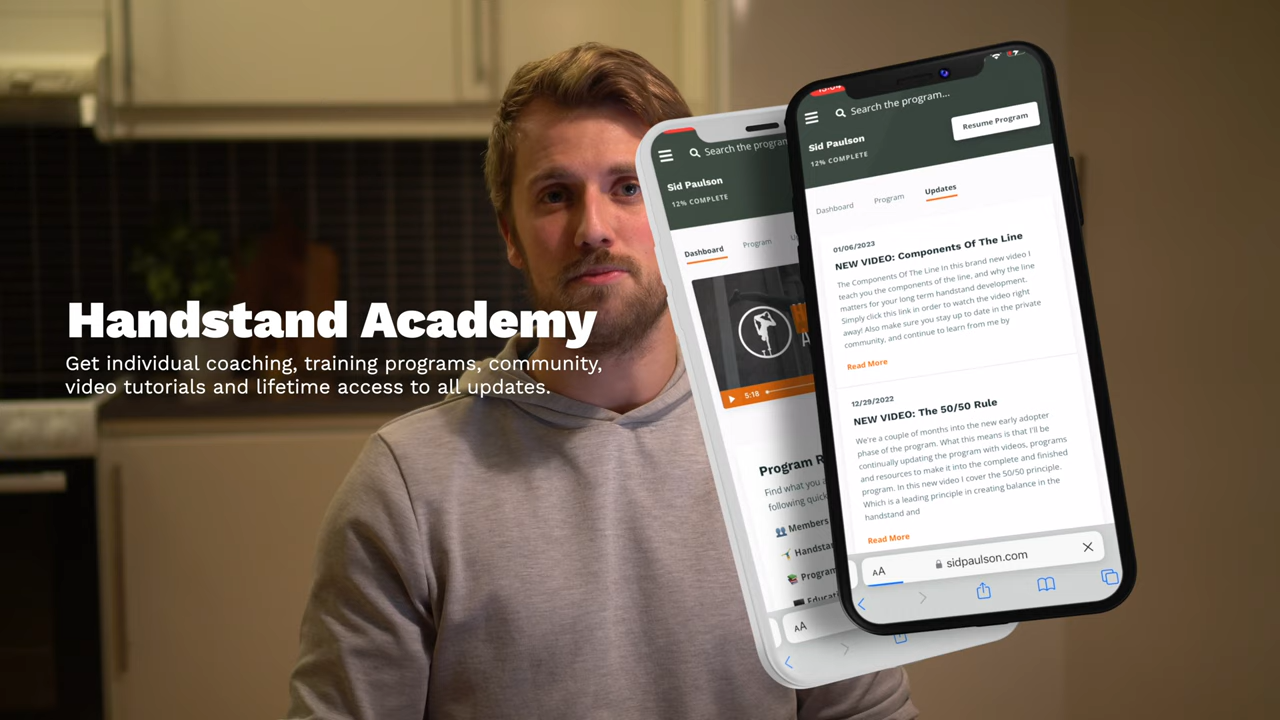 Handstand Academy
Get individual coaching, training programs, community,
video tutorials and lifetime access to all updates.
Search the program
Sid Paulson
12% COMPLETE
Dashboard Program
5:18
Program
Find what you
following quick
Members
Program
AA
Search the program...
Resume Program
Sid Paulson
12% COMPLETE
Dashboard Program Updates
01/06/2023
NEW VIDEO: Components Of The Line
The Components Of The Line In this brand new video I
teach you the components of the line, and why the line
matters for your long term handstand development.
Simply click this link in order to watch the video right
away! Also make sure you stay up to date in the private
community, and continue to learn from me by
Read More
12/29/2022
NEW VIDEO: The 50/50 Rule
We're a couple of months into the new early adopter
phase of the program. What this means is that I'll be
continually updating the program with videos, programs
and resources to make it into the complete and finished
program. In this new video I cover the 50/50 principle.
Which is a leading principle in creating balance in the
handstand and
Read More
AA sidpaulson.com